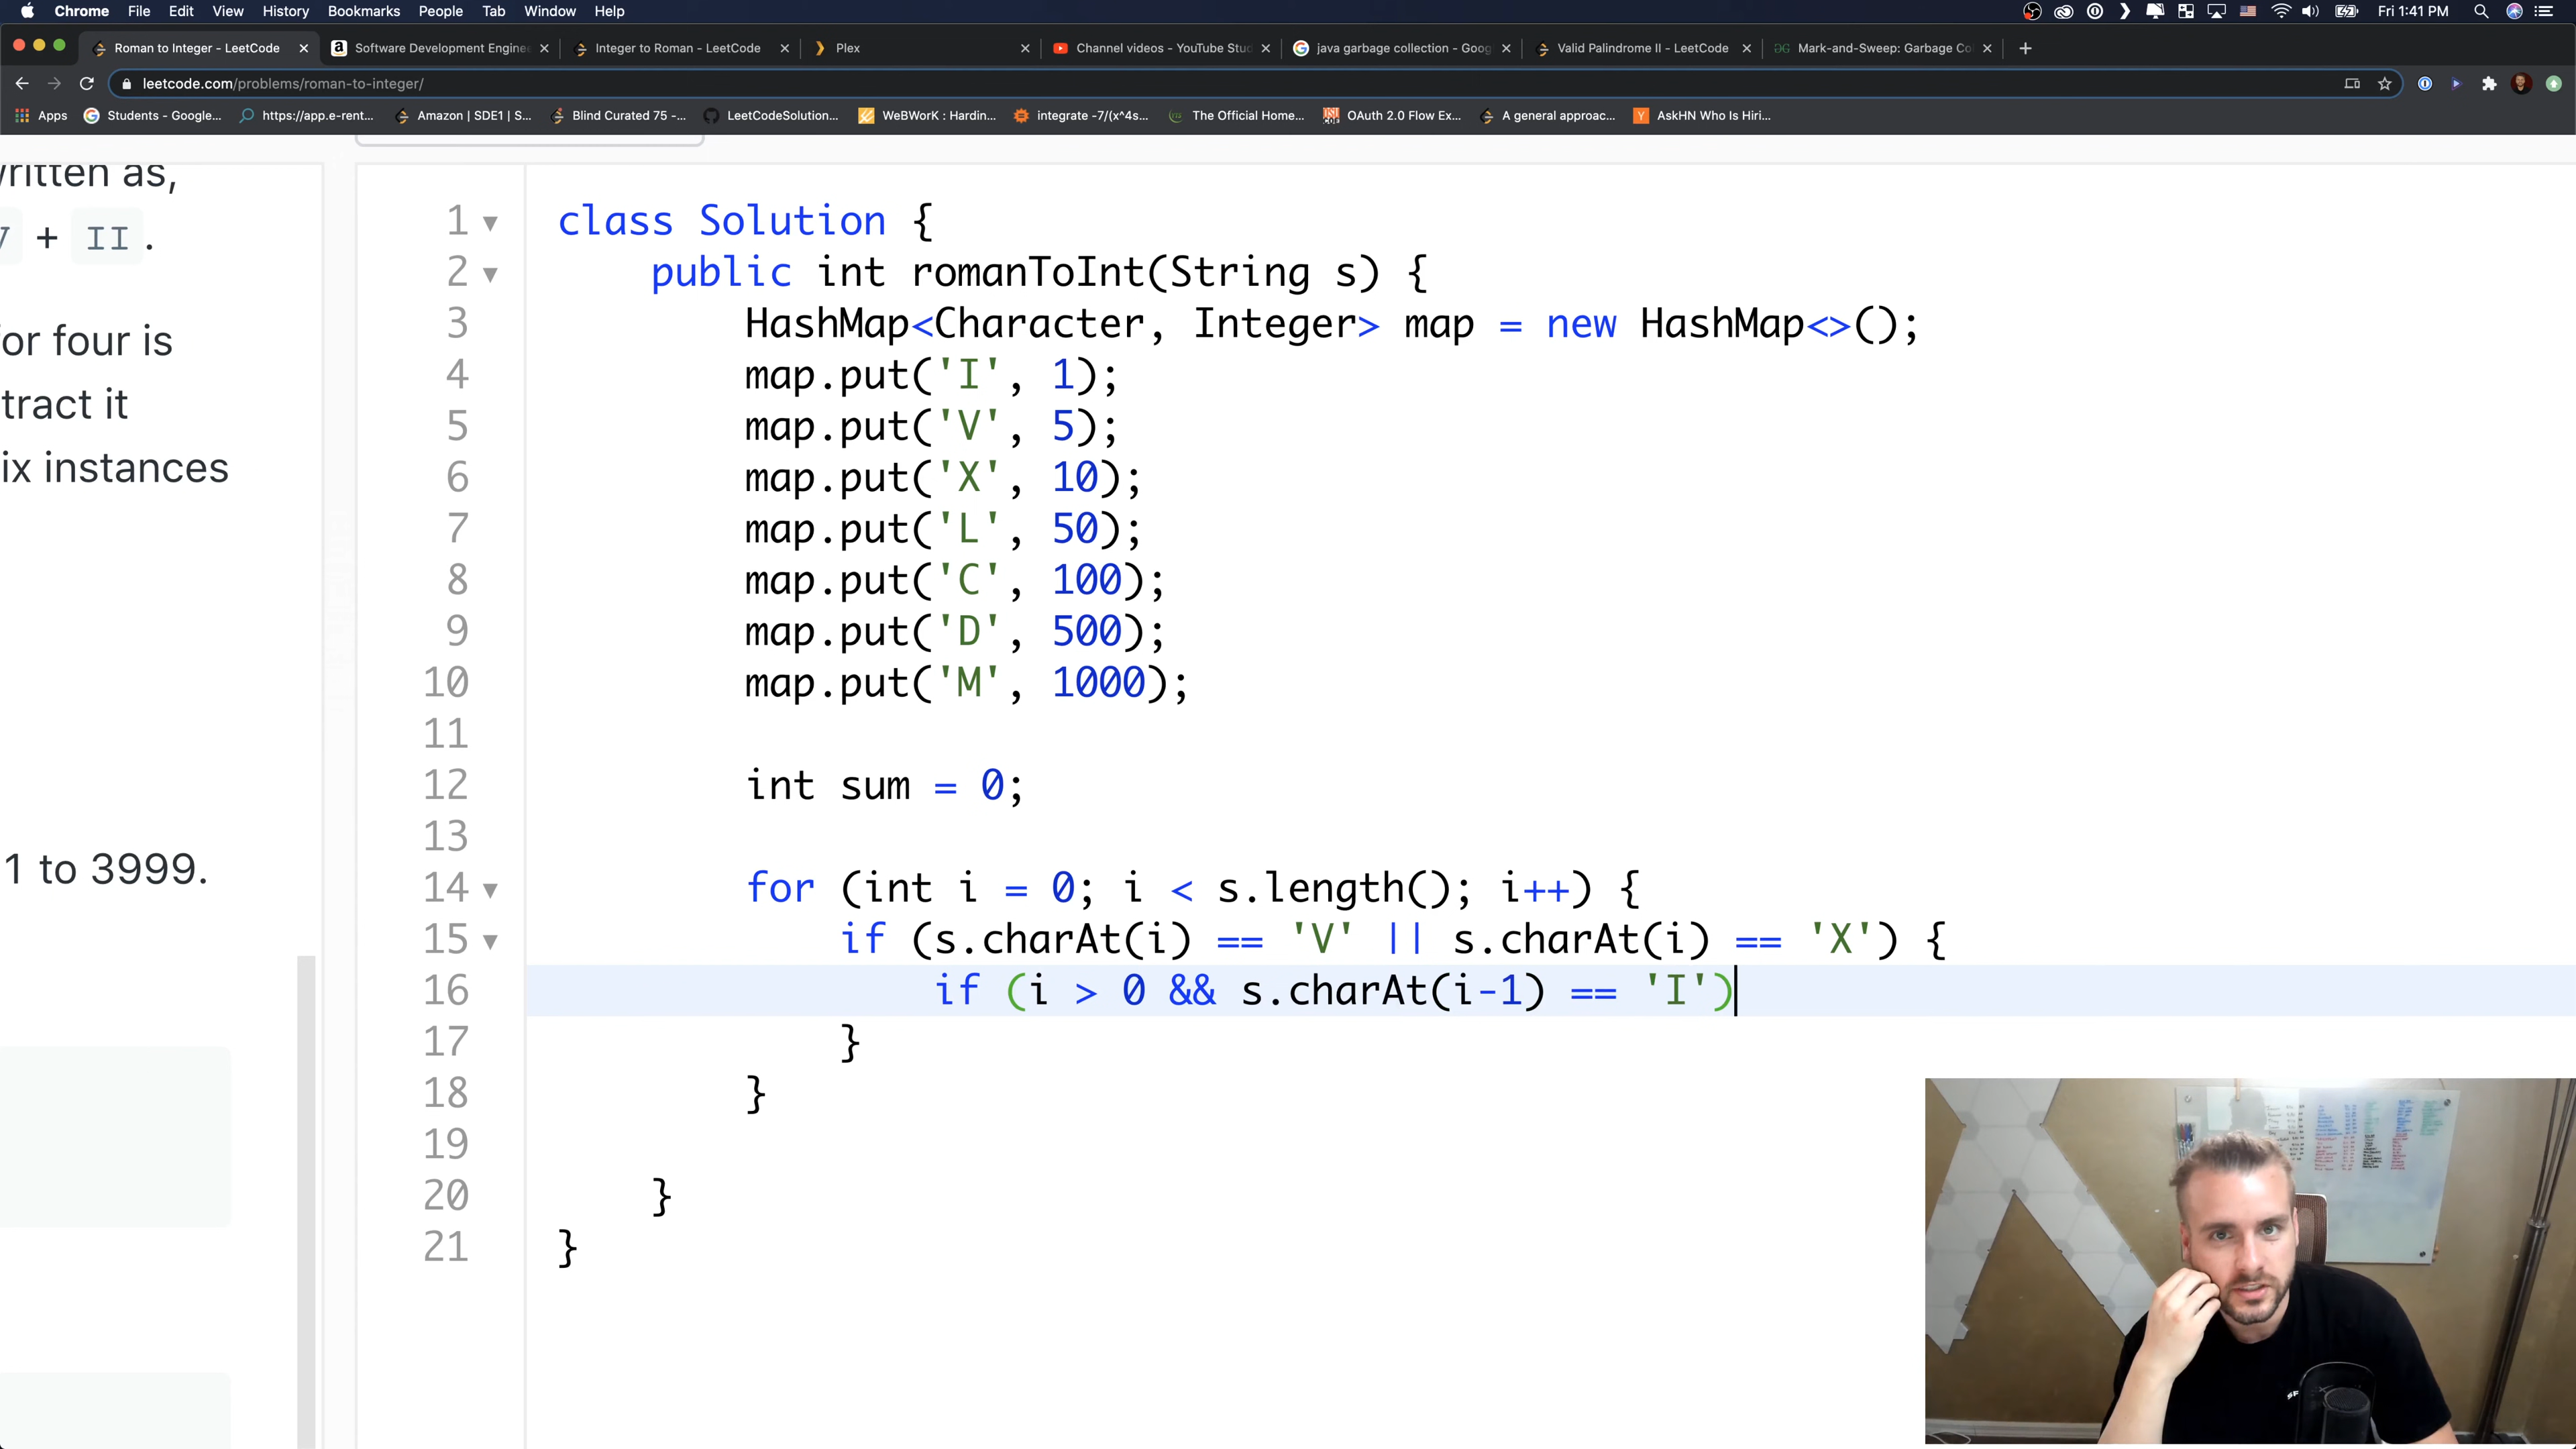 Chrome File Edit View History Bookmarks People Tab Window Help Fri 1:41 PM
Roman to Integer - LeetCode Software Development Engine Integer to Roman - LeetCode Plex Channel videos - YouTube Stud java garbage collection - Goog Valid Palindrome II - LeetCode Mark-and-Sweep: Garbage Co
leetcode.com/problems/roman-to-integer/
Apps Students - Google... https://app.e-rent... Amazon | SDE1 | S... Blind Curated 75 -... LeetCodeSolution... WeBWorK : Hardin... integrate -7/(x^4s... The Official Home... OAuth 2.0 Flow Ex... A general approac... AskHN Who Is Hiri...
ritten as,
+ II .
or four is
tract it
ix instances
1 to 3999.
1 class Solution {
2 public int romanToInt(String s) {
3 HashMap<Character, Integer> map = new HashMap<>();
4 map.put('I', 1);
5 map.put('V', 5);
6 map.put('X', 10);
7 map.put('L', 50);
8 map.put('C', 100);
9 map.put('D', 500);
10 map.put('M', 1000);
11
12 int sum = 0;
13
14 for (int i = 0; i < s.length(); i++) {
15 if (s.charAt(i) == 'V' || s.charAt(i) == 'X') {
16 if (i > 0 && s.charAt(i-1) == 'I')
17 }
18 }
19
20 }
21 }